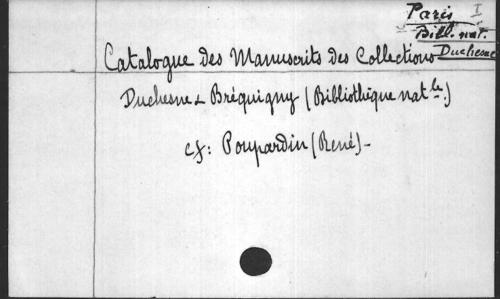 Paris I
Bibl. nat.
Duchesne
Catalogue des Manuscrits des Collections
Duchesne & Bréquigny (Bibliothèque natle.)
cf: Poupardin (René) -